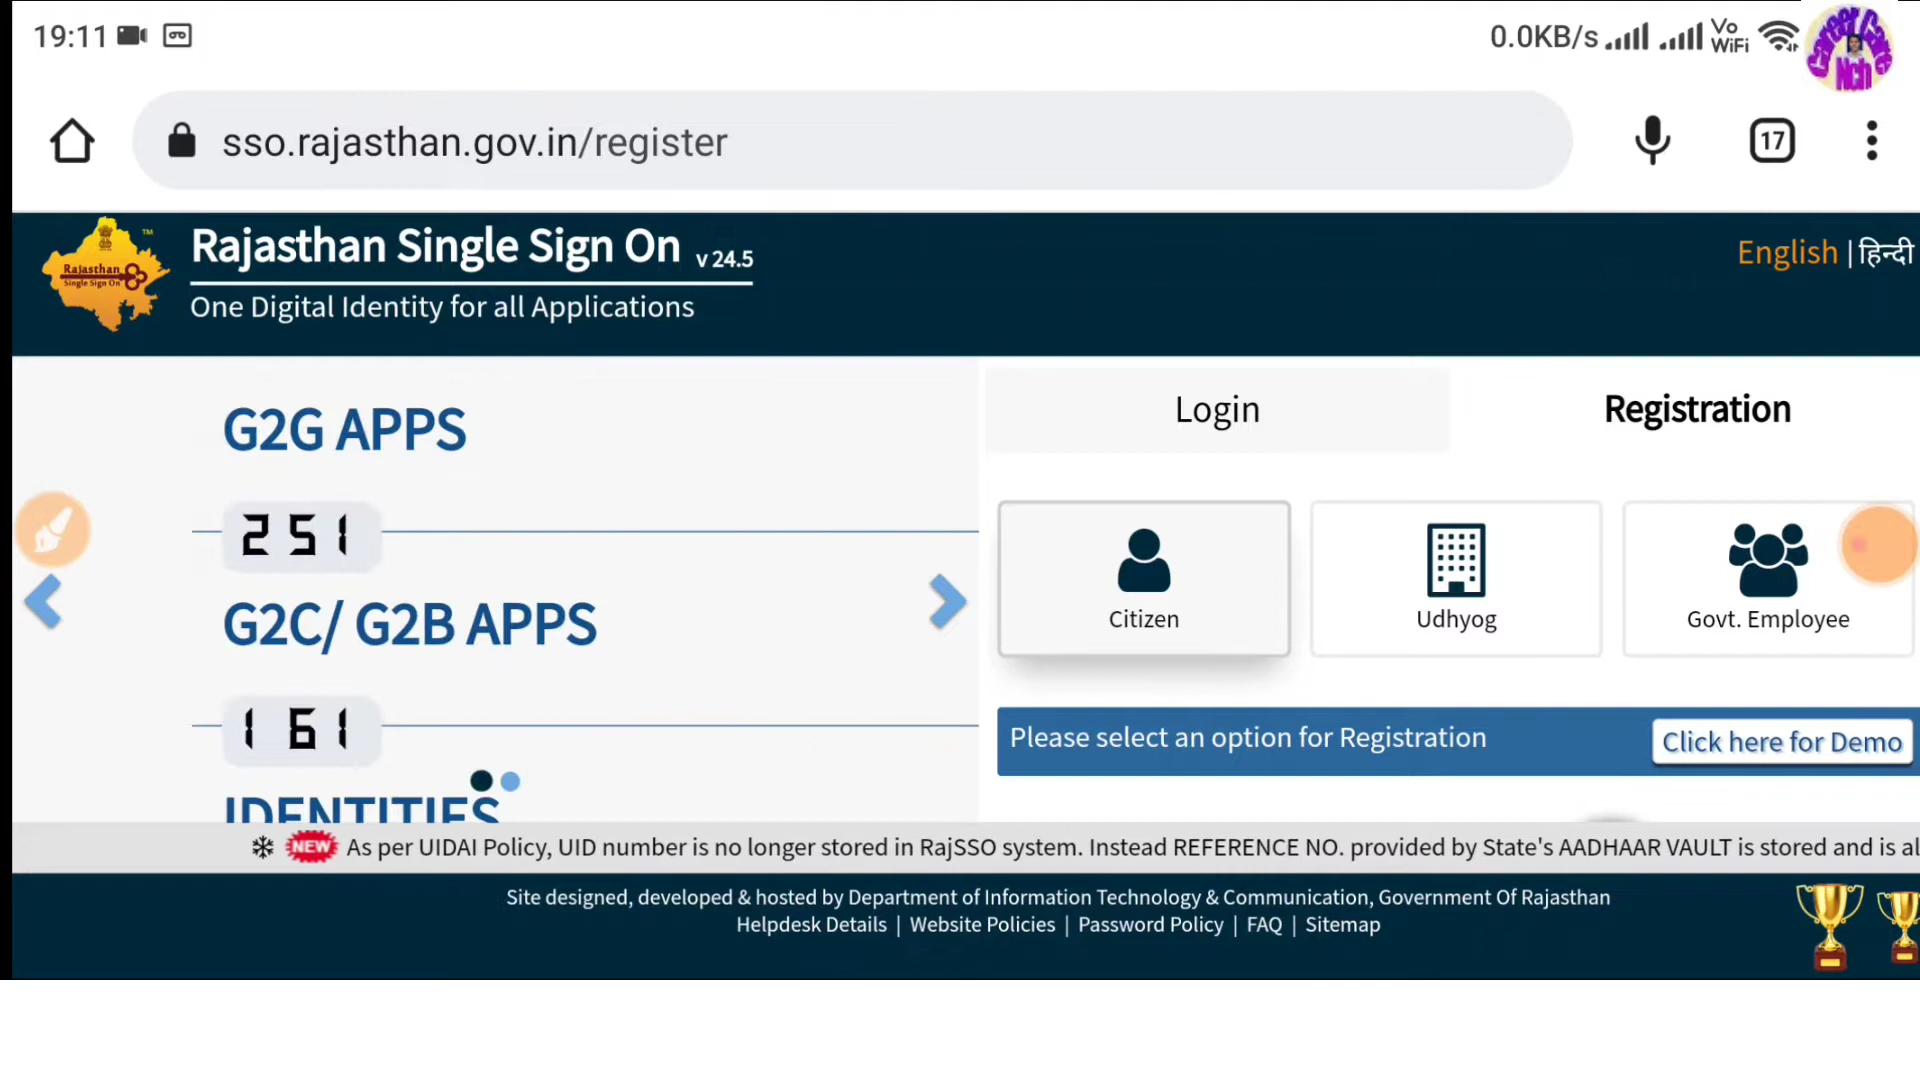 19:11
0.0KB/s
Vo
WiFi
Career Care
Nch
sso.rajasthan.gov.in/register
17
Rajasthan
Single Sign On
TM
Rajasthan Single Sign On v 24.5
One Digital Identity for all Applications
English | हिन्दी
G2G APPS
251
G2C/ G2B APPS
161
IDENTITIES
Login
Registration
Citizen
Udhyog
Govt. Employee
Please select an option for Registration
Click here for Demo
NEW As per UIDAI Policy, UID number is no longer stored in RajSSO system. Instead REFERENCE NO. provided by State's AADHAAR VAULT is stored and is al
Site designed, developed & hosted by Department of Information Technology & Communication, Government Of Rajasthan
Helpdesk Details | Website Policies | Password Policy | FAQ | Sitemap